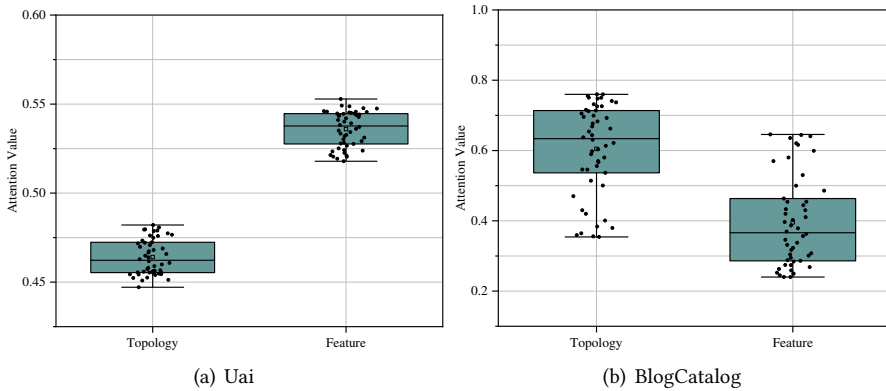 0.60
0.55
0.50
0.45
Attention Value
Topology
Feature
(a) Uai
1.0
0.8
0.6
0.4
0.2
Attention Value
Topology
Feature
(b) BlogCatalog